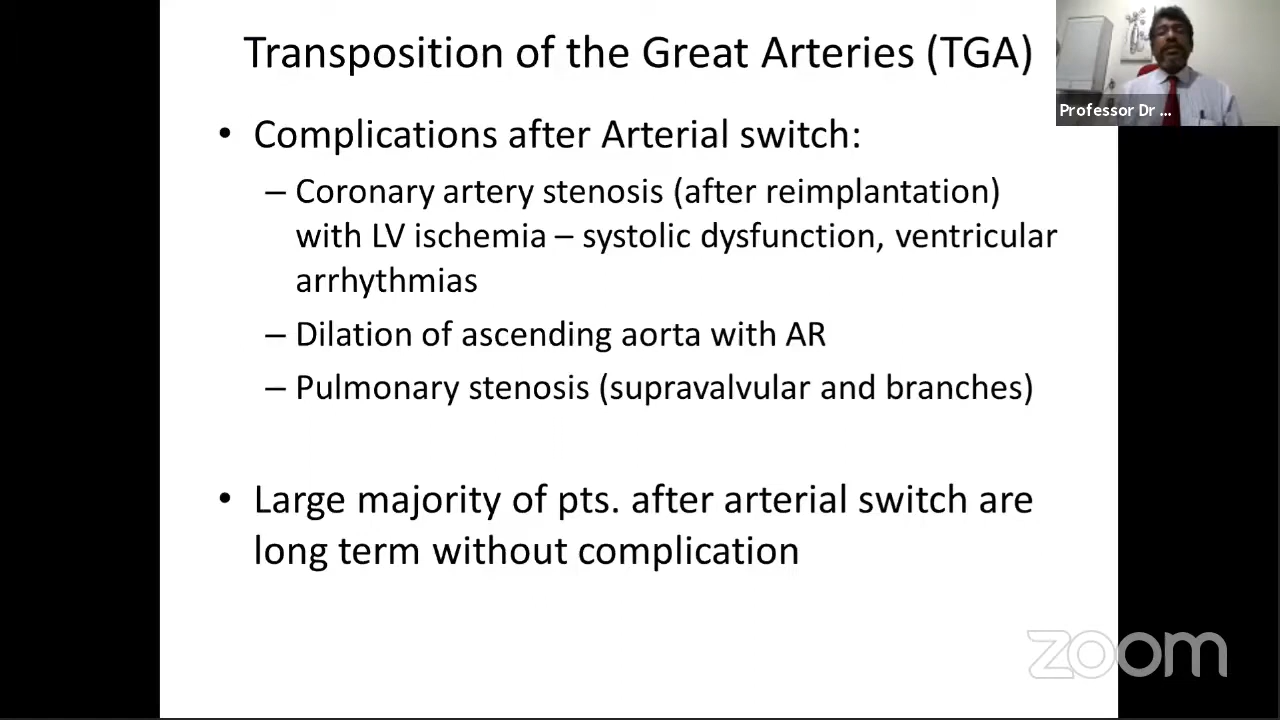 Transposition of the Great Arteries (TGA)
Professor Dr ...
• Complications after Arterial switch:
– Coronary artery stenosis (after reimplantation)
with LV ischemia – systolic dysfunction, ventricular
arrhythmias
– Dilation of ascending aorta with AR
– Pulmonary stenosis (supravalvular and branches)
• Large majority of pts. after arterial switch are
long term without complication
zoom